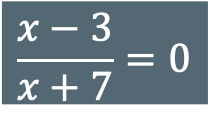 x − 3
x + 7 = 0